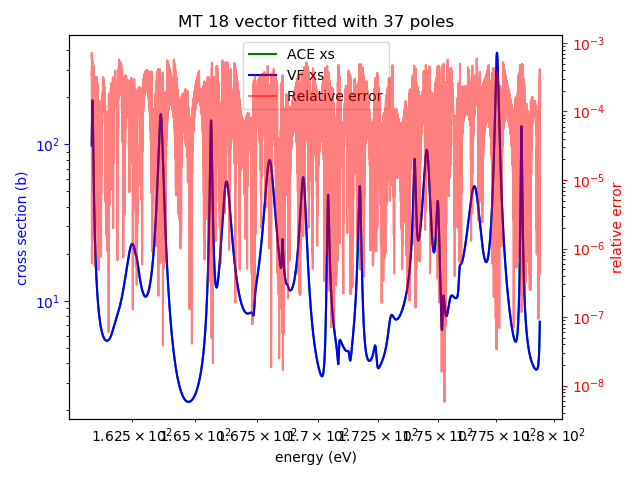 MT 18 vector fitted with 37 poles
ACE xs
VF xs
Relative error
cross section (b)
10²
10¹
relative error
10⁻³
10⁻⁴
10⁻⁵
10⁻⁶
10⁻⁷
10⁻⁸
1.625 × 10² 1.65 × 10² 1.675 × 10² 1.7 × 10² 1.725 × 10² 1.75 × 10² 1.775 × 10² 1.8 × 10²
energy (eV)